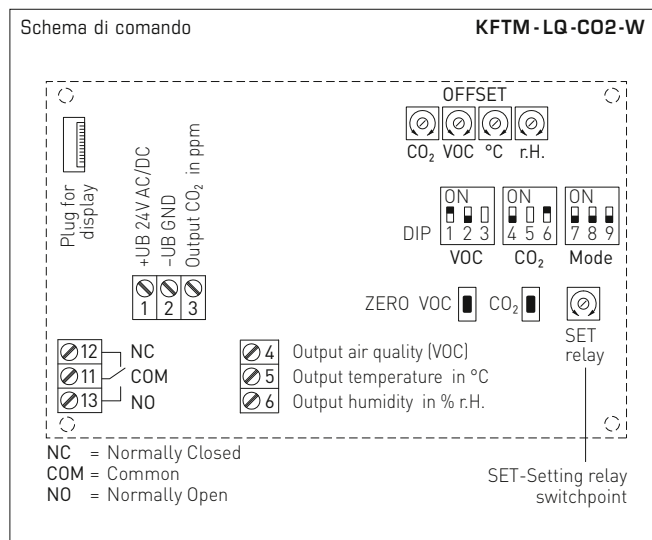 Schema di comando KFTM-LQ-CO2-W
OFFSET
CO₂ VOC °C r.H.
Plug for
display
+UB 24V AC/DC
-UB GND
Output CO₂ in ppm
1 2 3
ON ON ON
DIP 1 2 3 4 5 6 7 8 9
VOC CO₂ Mode
ZERO VOC CO₂
SET
relay
12 NC
11 COM
13 NO
4 Output air quality (VOC)
5 Output temperature in °C
6 Output humidity in % r.H.
NC = Normally Closed
COM = Common
NO = Normally Open
SET-Setting relay
switchpoint